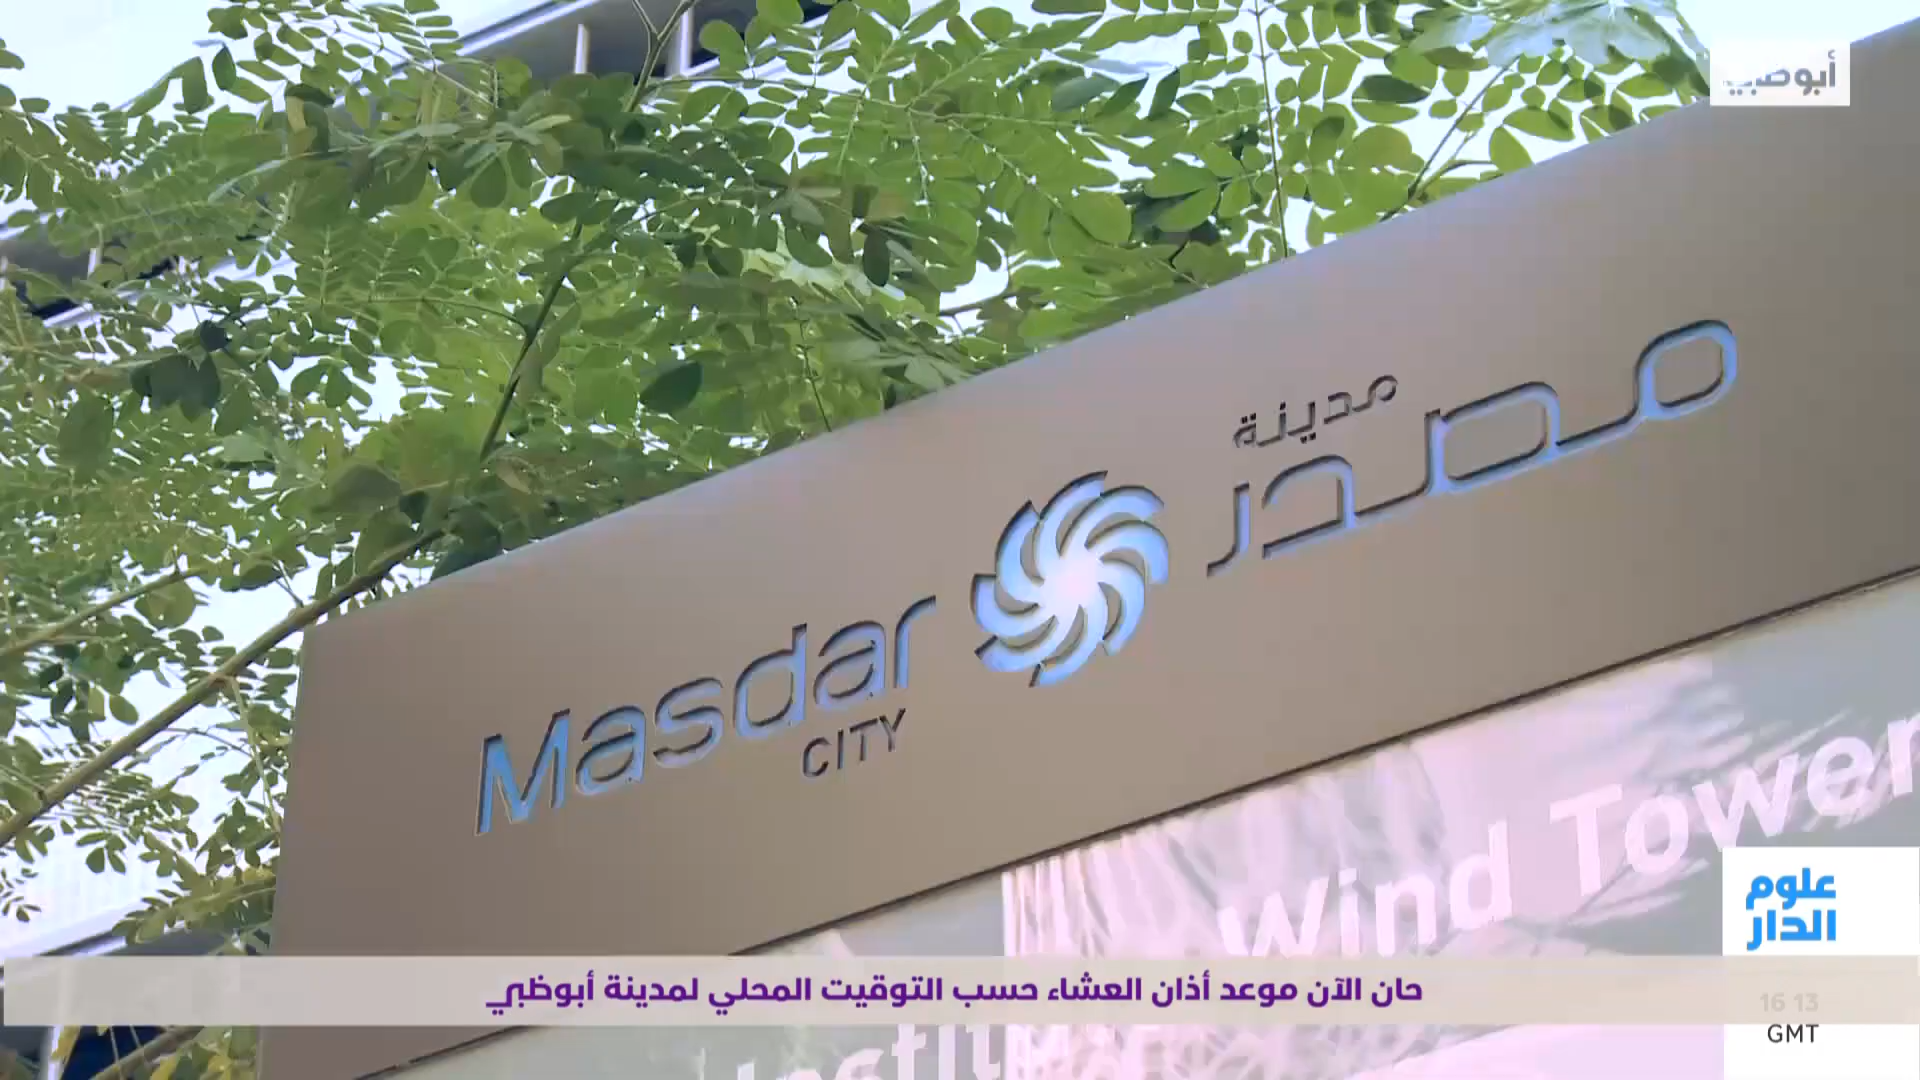 أبوظبي
مدينة
مصدر
Masdar
CITY
Wind Tower
علوم
الدار
حان الآن موعد أذان العشاء حسب التوقيت المحلي لمدينة أبوظبي
16 13
GMT